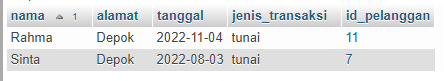 nama 1 alamat tanggal jenis_transaksi id_pelanggan
Rahma Depok 2022-11-04 tunai 11
Sinta Depok 2022-08-03 tunai 7